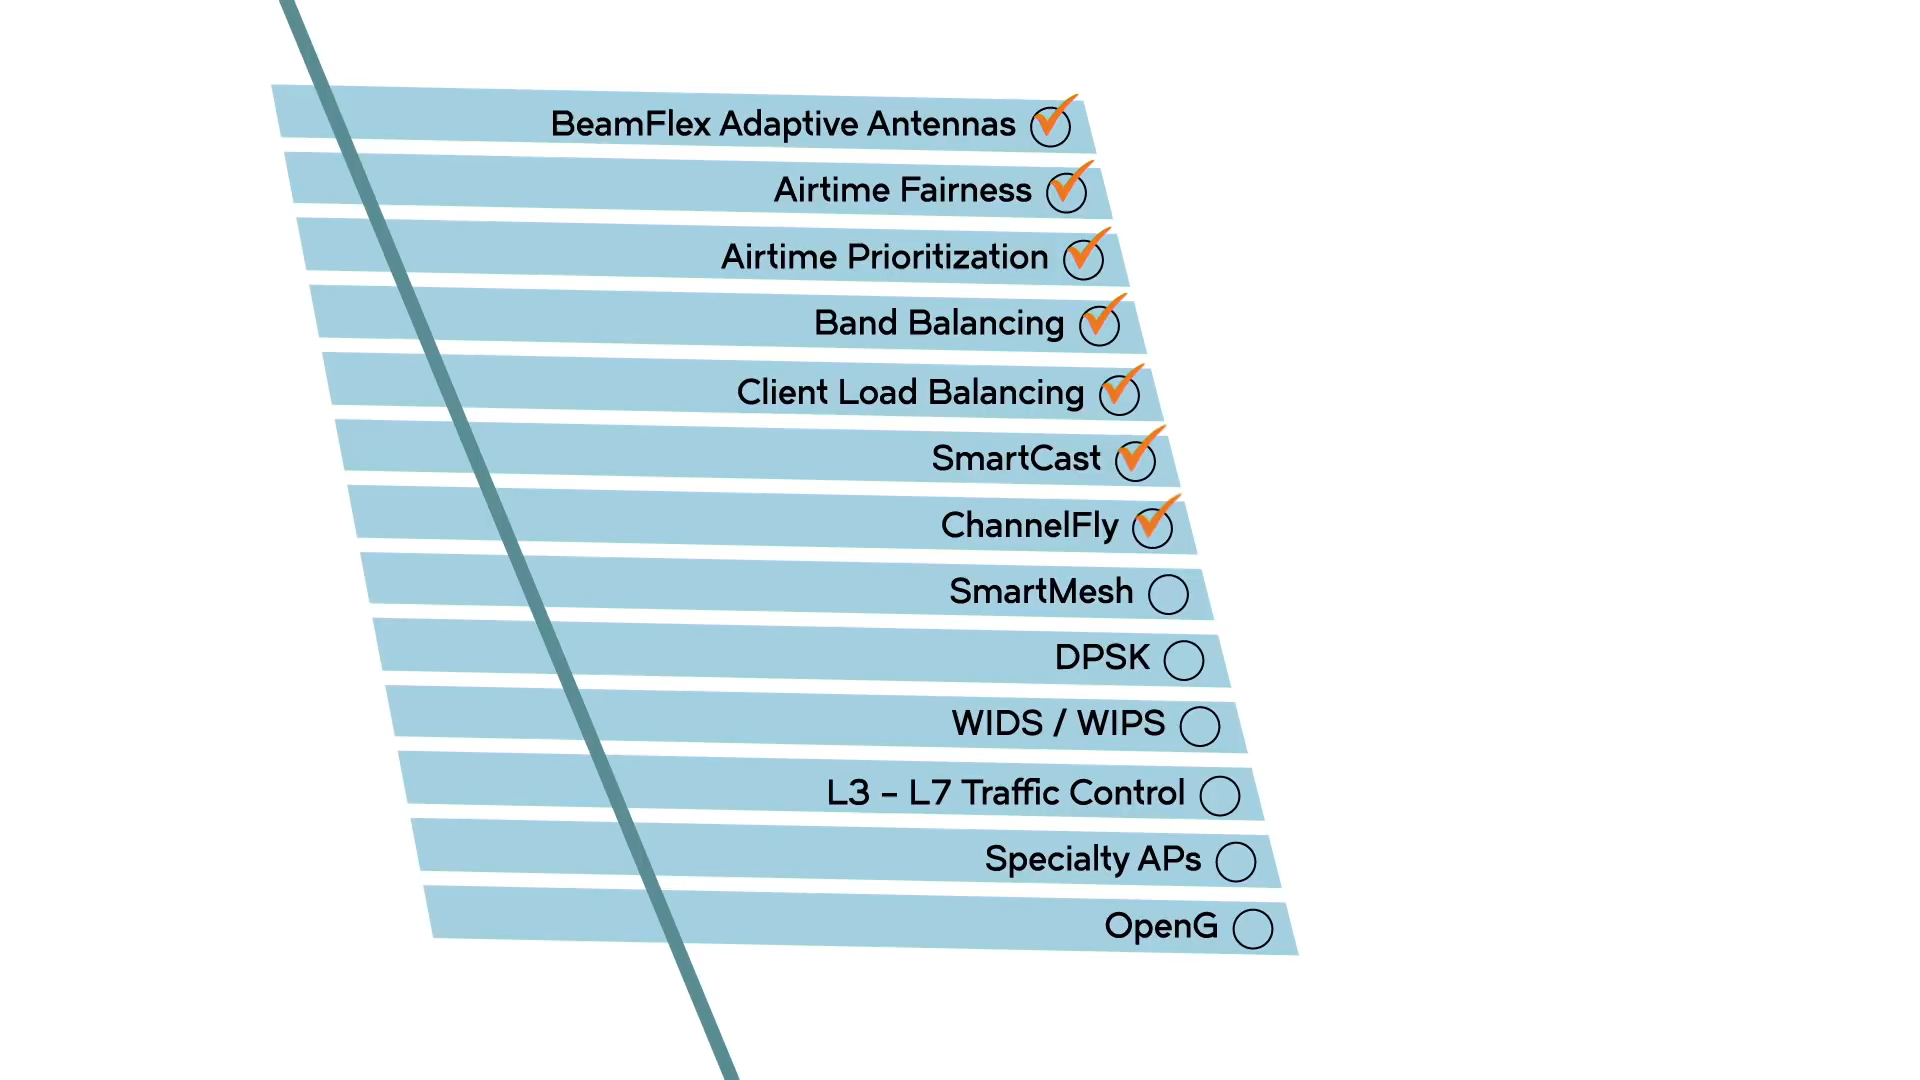 BeamFlex Adaptive Antennas
Airtime Fairness
Airtime Prioritization
Band Balancing
Client Load Balancing
SmartCast
ChannelFly
SmartMesh
DPSK
WIDS / WIPS
L3 – L7 Traffic Control
Specialty APs
OpenG